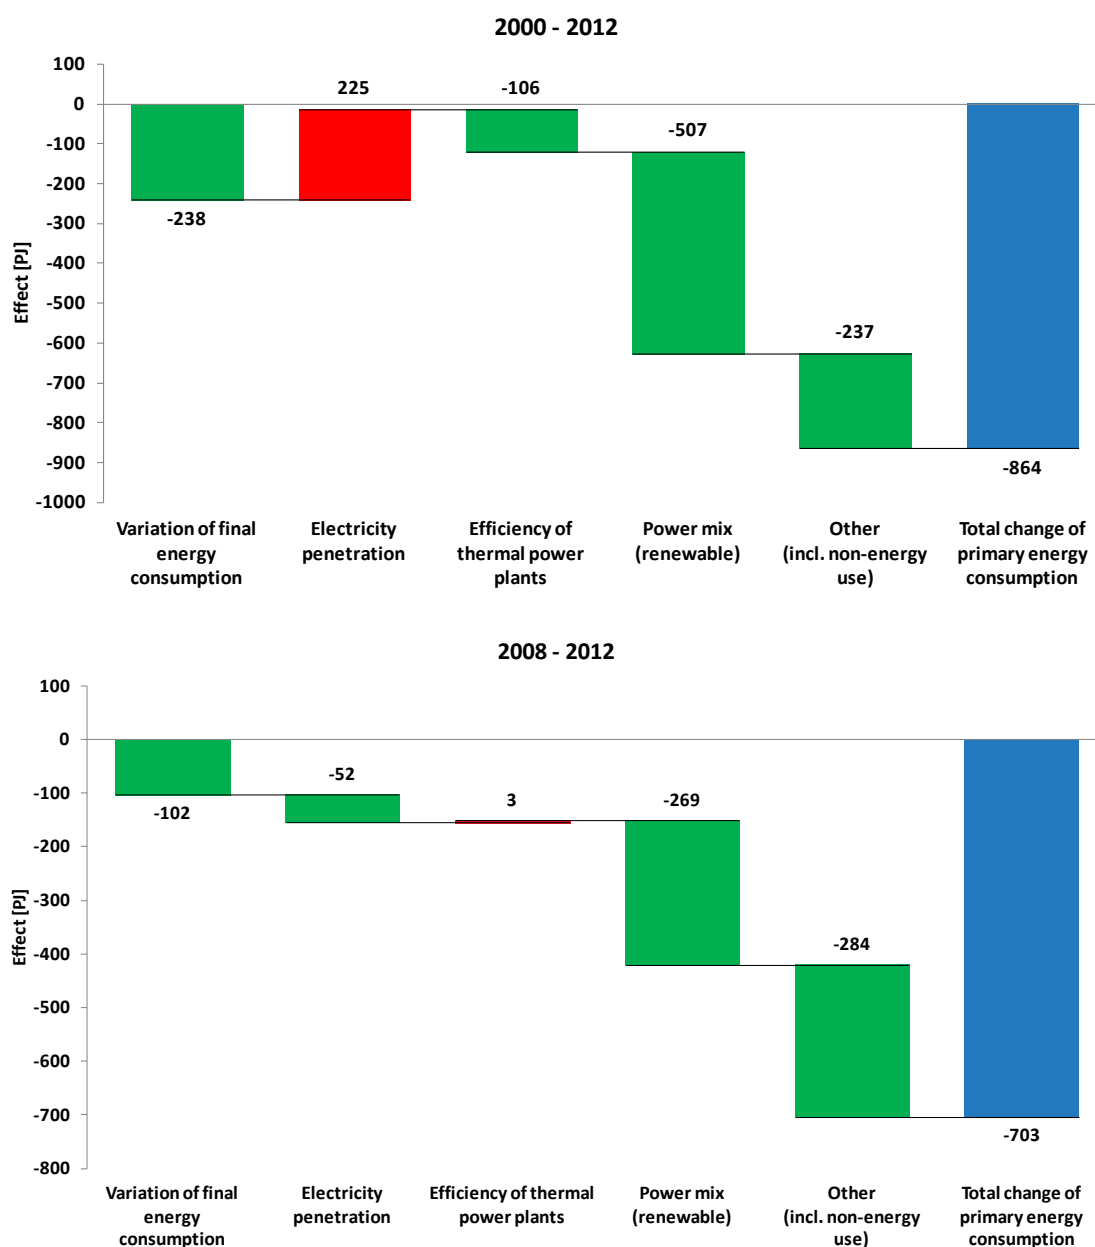 2000 - 2012
100
0
-100
-200
-300
-400
-500
-600
-700
-800
-900
-1000
Effect [PJ]
-238
225
-106
-507
-237
-864
Variation of final
energy
consumption
Electricity
penetration
Efficiency of
thermal power
plants
Power mix
(renewable)
Other
(incl. non-energy
use)
Total change of
primary energy
consumption
2008 - 2012
100
0
-100
-200
-300
-400
-500
-600
-700
-800
Effect [PJ]
-102
-52
3
-269
-284
-703
Variation of final
energy
consumption
Electricity
penetration
Efficiency of thermal
power plants
Power mix
(renewable)
Other
(incl. non-energy
use)
Total change of
primary energy
consumption